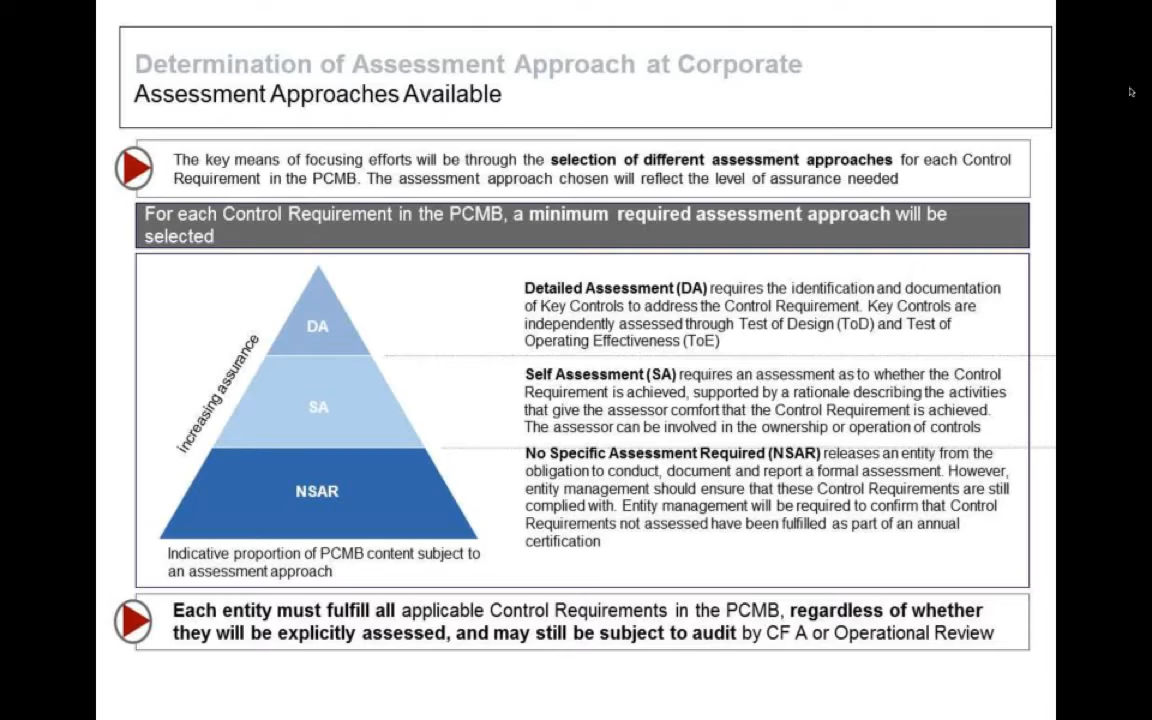 Determination of Assessment Approach at Corporate
Assessment Approaches Available
The key means of focusing efforts will be through the selection of different assessment approaches for each Control
Requirement in the PCMB. The assessment approach chosen will reflect the level of assurance needed
For each Control Requirement in the PCMB, a minimum required assessment approach will be
selected
increasing assurance
DA
SA
NSAR
Indicative proportion of PCMB content subject to
an assessment approach
Detailed Assessment (DA) requires the identification and documentation
of Key Controls to address the Control Requirement. Key Controls are
independently assessed through Test of Design (ToD) and Test of
Operating Effectiveness (ToE)
Self Assessment (SA) requires an assessment as to whether the Control
Requirement is achieved, supported by a rationale describing the activities
that give the assessor comfort that the Control Requirement is achieved.
The assessor can be involved in the ownership or operation of controls
No Specific Assessment Required (NSAR) releases an entity from the
obligation to conduct, document and report a formal assessment. However,
entity management should ensure that these Control Requirements are still
complied with. Entity management will be required to confirm that Control
Requirements not assessed have been fulfilled as part of an annual
certification
Each entity must fulfill all applicable Control Requirements in the PCMB, regardless of whether
they will be explicitly assessed, and may still be subject to audit by CF A or Operational Review